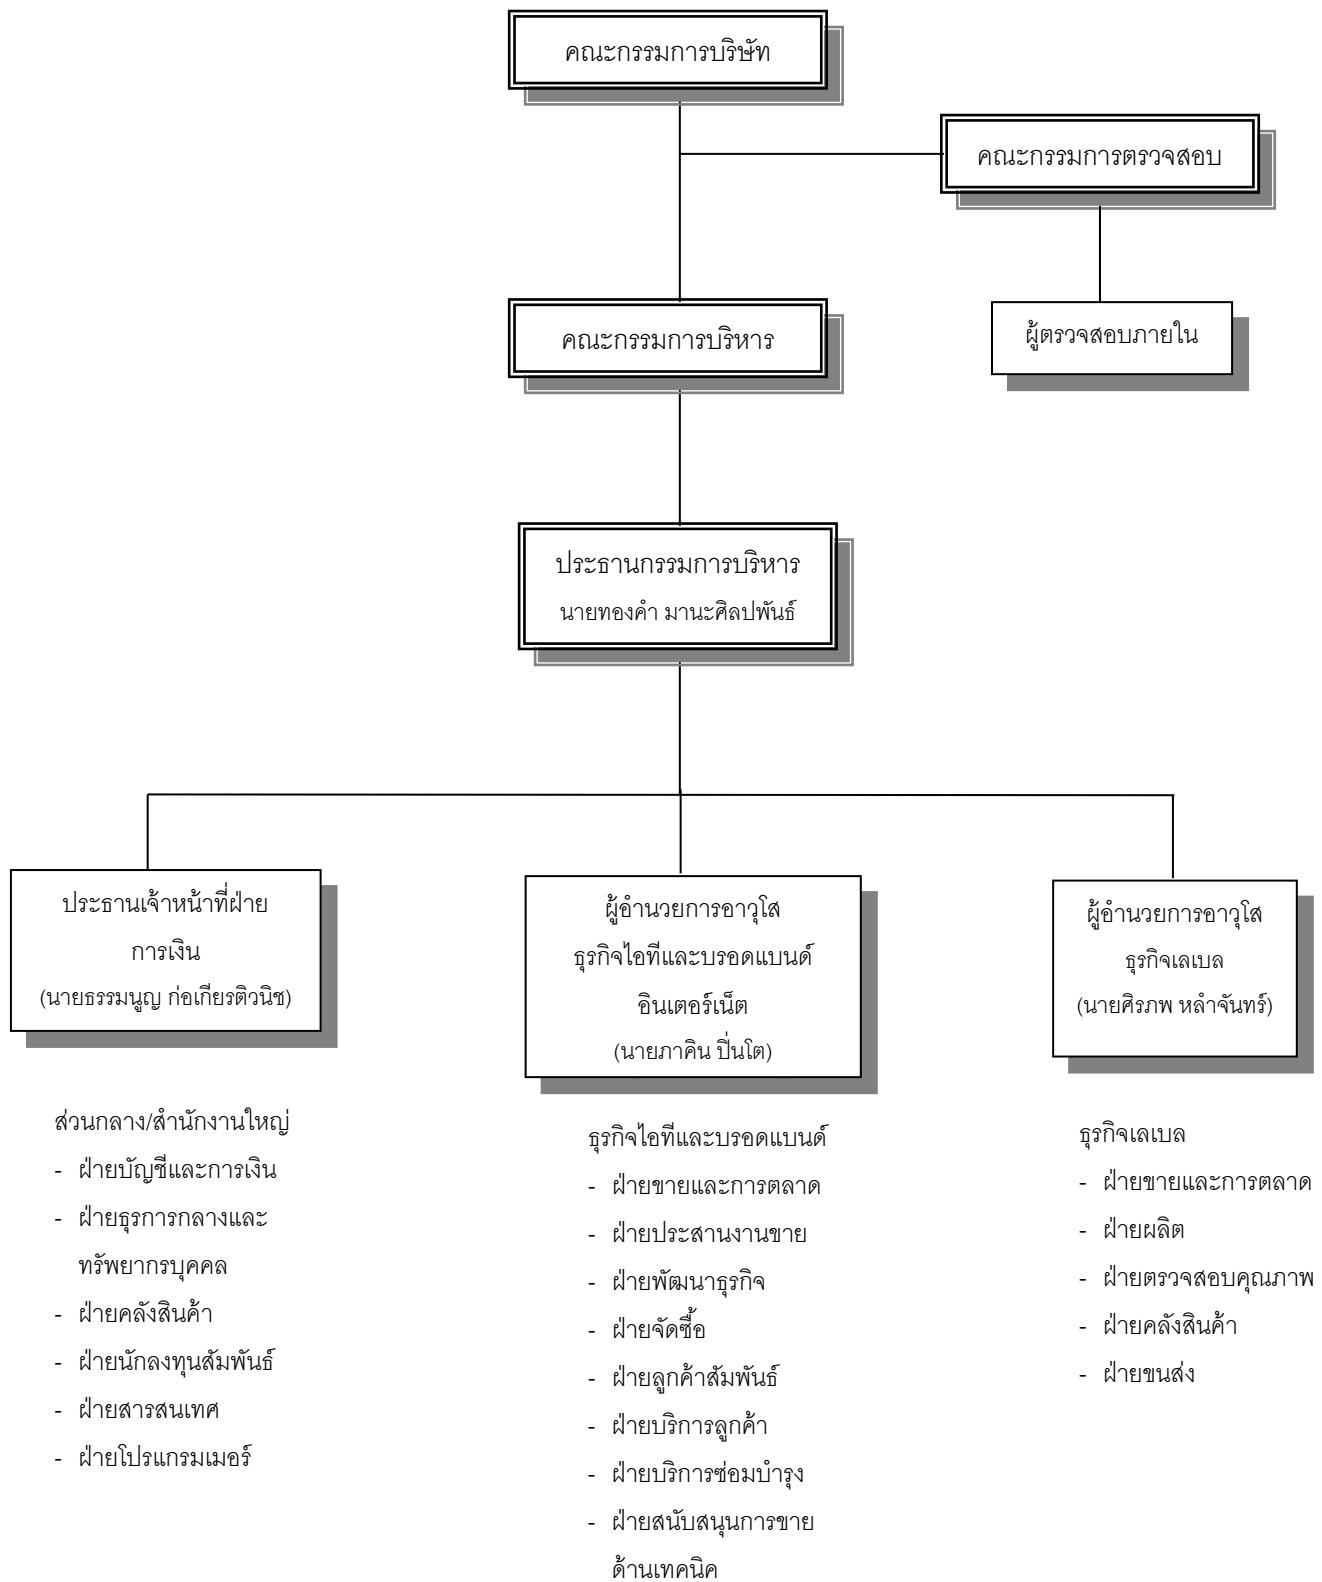 คณะกรรมการบริษัท
คณะกรรมการตรวจสอบ
คณะกรรมการบริหาร
ผู้ตรวจสอบภายใน
ประธานกรรมการบริหาร
นายทองคำ มานะศิลปพันธ์
ประธานเจ้าหน้าที่ฝ่าย
การเงิน
(นายธรรมนูญ ก่อเกียรติวนิช)
ผู้อำนวยการอาวุโส
ธุรกิจไอทีและบรอดแบนด์
อินเตอร์เน็ต
(นายภาคิน ปิ่นโต)
ผู้อำนวยการอาวุโส
ธุรกิจเลเบล
(นายศิรภพ หลำจันทร์)
ส่วนกลาง/สำนักงานใหญ่
- ฝ่ายบัญชีและการเงิน
- ฝ่ายธุรการกลางและ
ทรัพยากรบุคคล
- ฝ่ายคลังสินค้า
- ฝ่ายนักลงทุนสัมพันธ์
- ฝ่ายสารสนเทศ
- ฝ่ายโปรแกรมเมอร์
ธุรกิจไอทีและบรอดแบนด์
- ฝ่ายขายและการตลาด
- ฝ่ายประสานงานขาย
- ฝ่ายพัฒนาธุรกิจ
- ฝ่ายจัดซื้อ
- ฝ่ายลูกค้าสัมพันธ์
- ฝ่ายบริการลูกค้า
- ฝ่ายบริการซ่อมบำรุง
- ฝ่ายสนับสนุนการขาย
ด้านเทคนิค
ธุรกิจเลเบล
- ฝ่ายขายและการตลาด
- ฝ่ายผลิต
- ฝ่ายตรวจสอบคุณภาพ
- ฝ่ายคลังสินค้า
- ฝ่ายขนส่ง